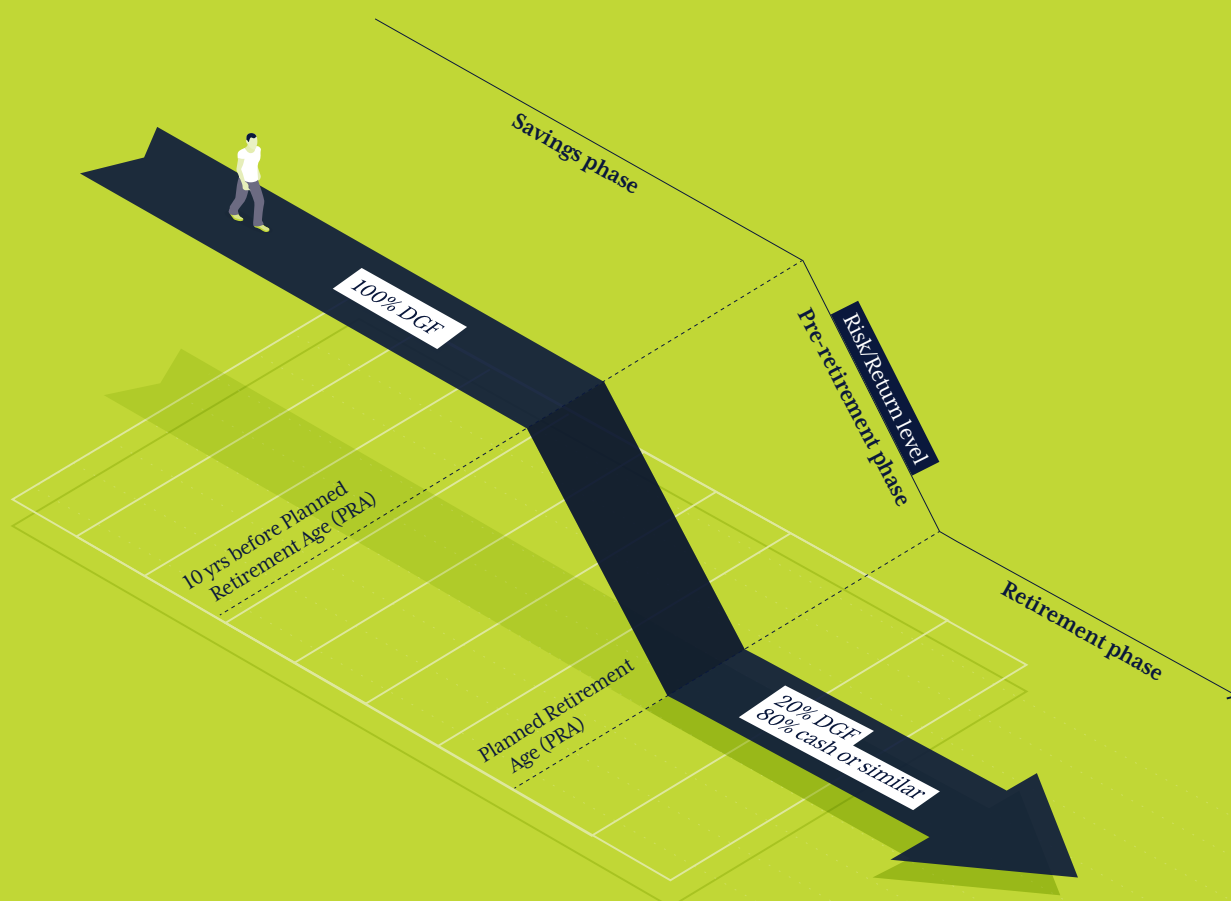 Savings phase
100% DGF
Pre-retirement phase
Risk/Return level
10 yrs before Planned
Retirement Age (PRA)
Retirement phase
Planned Retirement
Age (PRA)
20% DGF
80% cash or similar